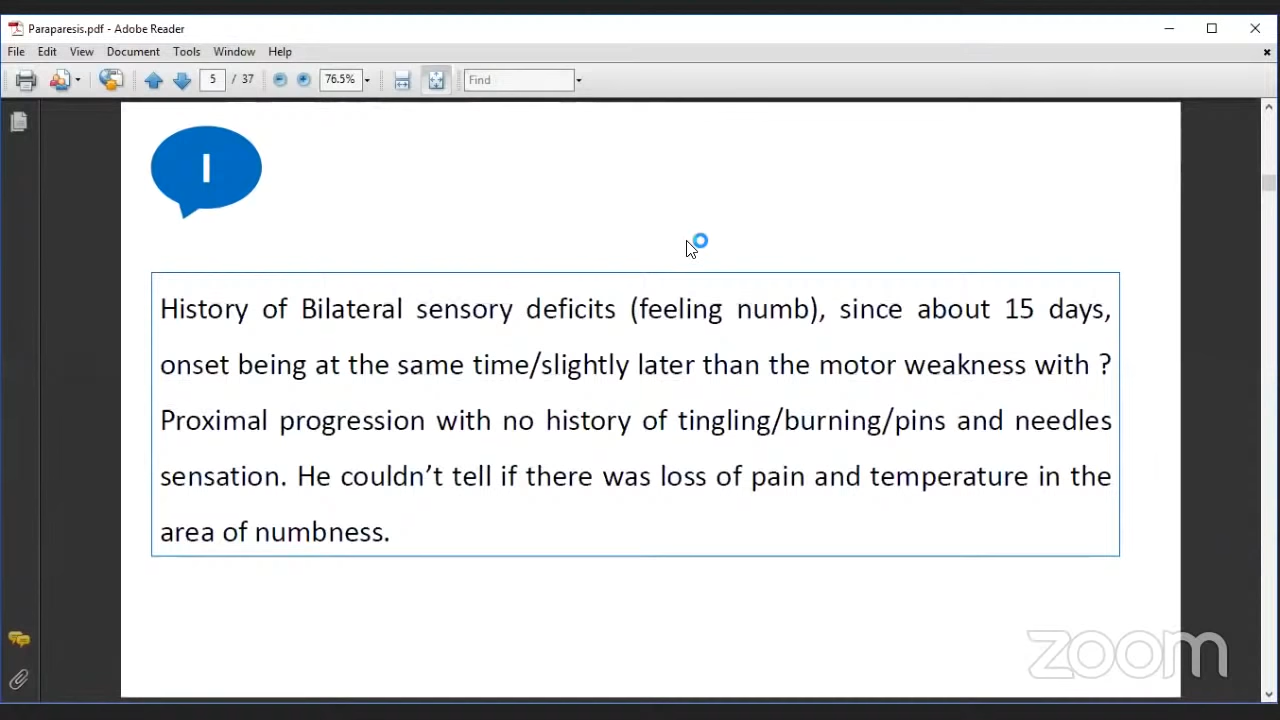 Paraparesis.pdf - Adobe Reader
File Edit View Document Tools Window Help
5 / 37 76.5% Find
I
History of Bilateral sensory deficits (feeling numb), since about 15 days,
onset being at the same time/slightly later than the motor weakness with ?
Proximal progression with no history of tingling/burning/pins and needles
sensation. He couldn’t tell if there was loss of pain and temperature in the
area of numbness.
zoom